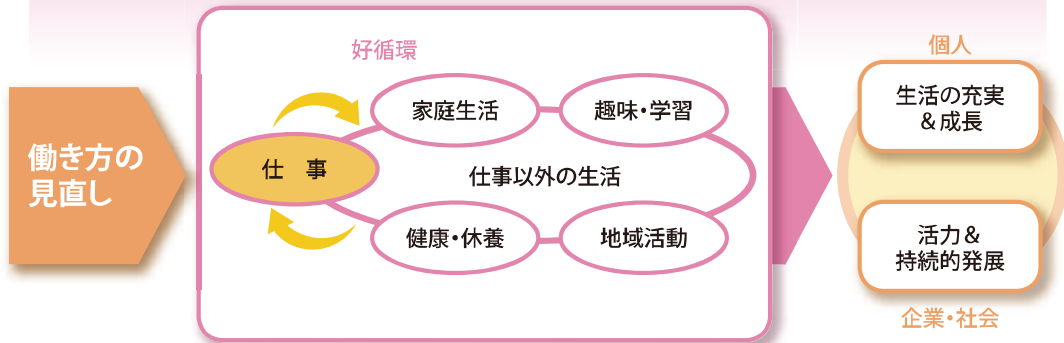 働き方の
見直し
好循環
仕　事
家庭生活
趣味・学習
仕事以外の生活
健康・休養
地域活動
個人
生活の充実
＆成長
活力＆
持続的発展
企業・社会